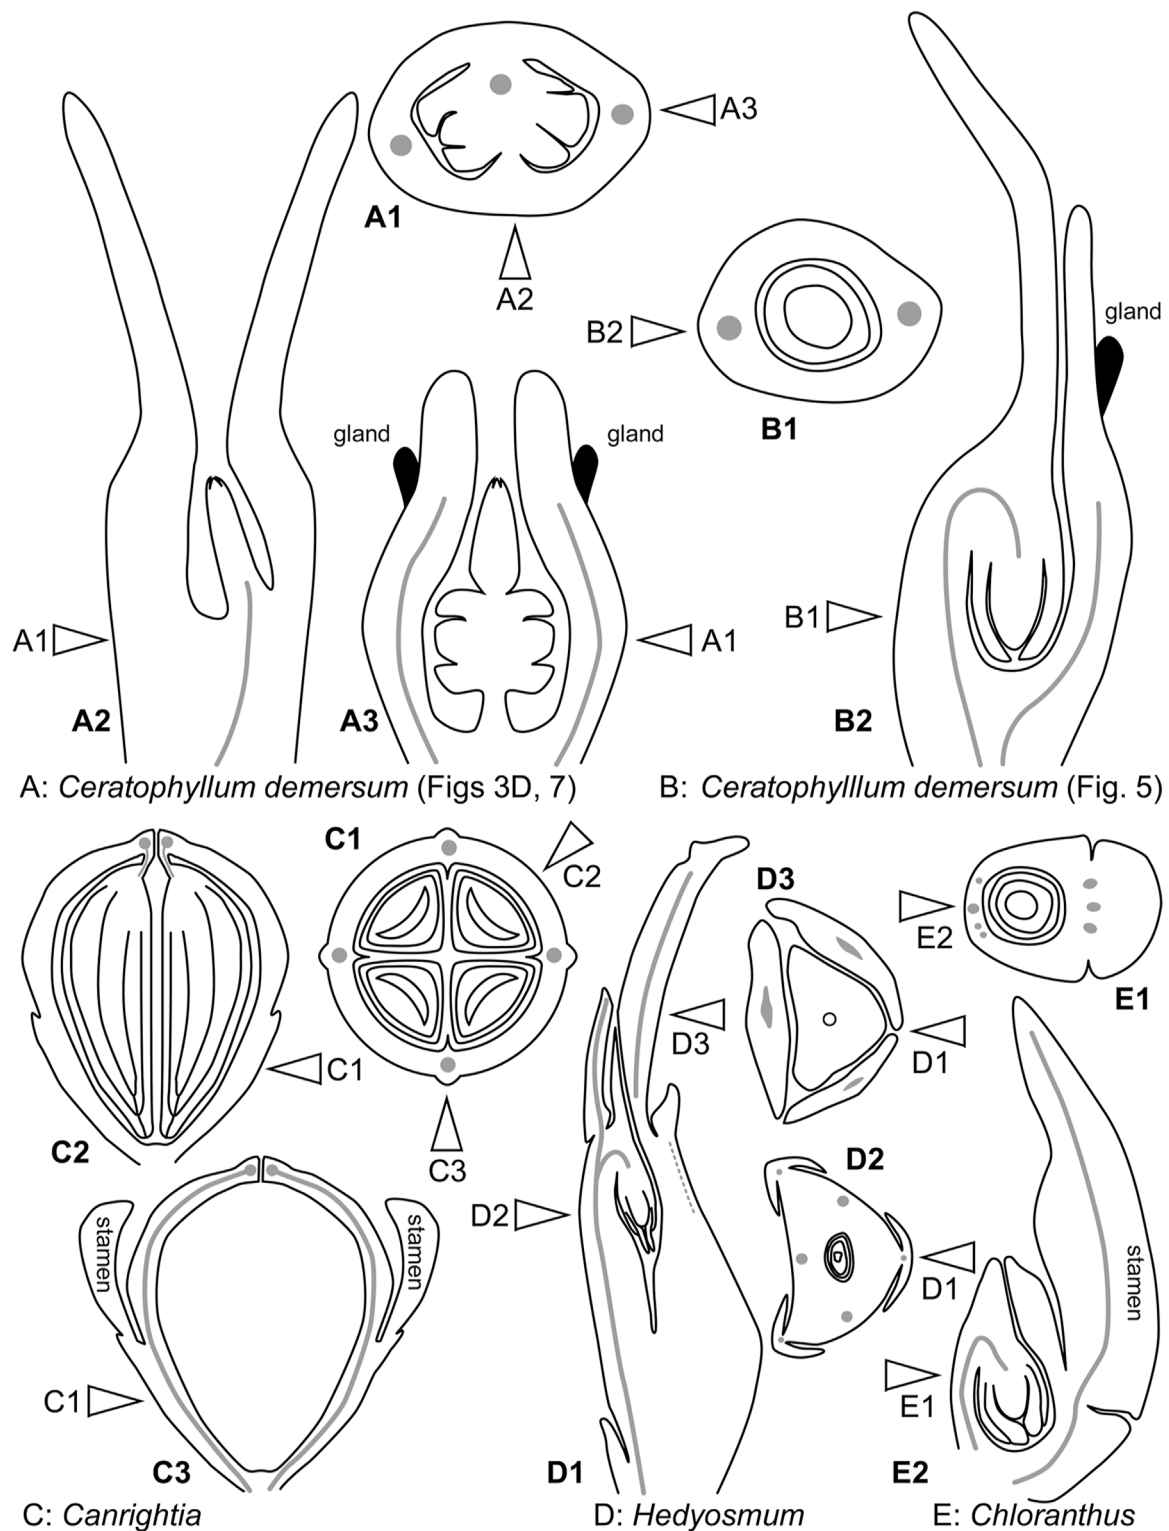 A3
A1
A2
gland
B2
B1
gland
gland
A1
A1
B1
A2
A3
B2
A: Ceratophyllum demersum (Figs 3D, 7)
B: Ceratophylllum demersum (Fig. 5)
C1
C2
D3
E2
E1
D3
D1
C1
C2
C3
D2
D2
D1
stamen
stamen
stamen
C1
E1
C3
D1
E2
C: Canrightia
D: Hedyosmum
E: Chloranthus